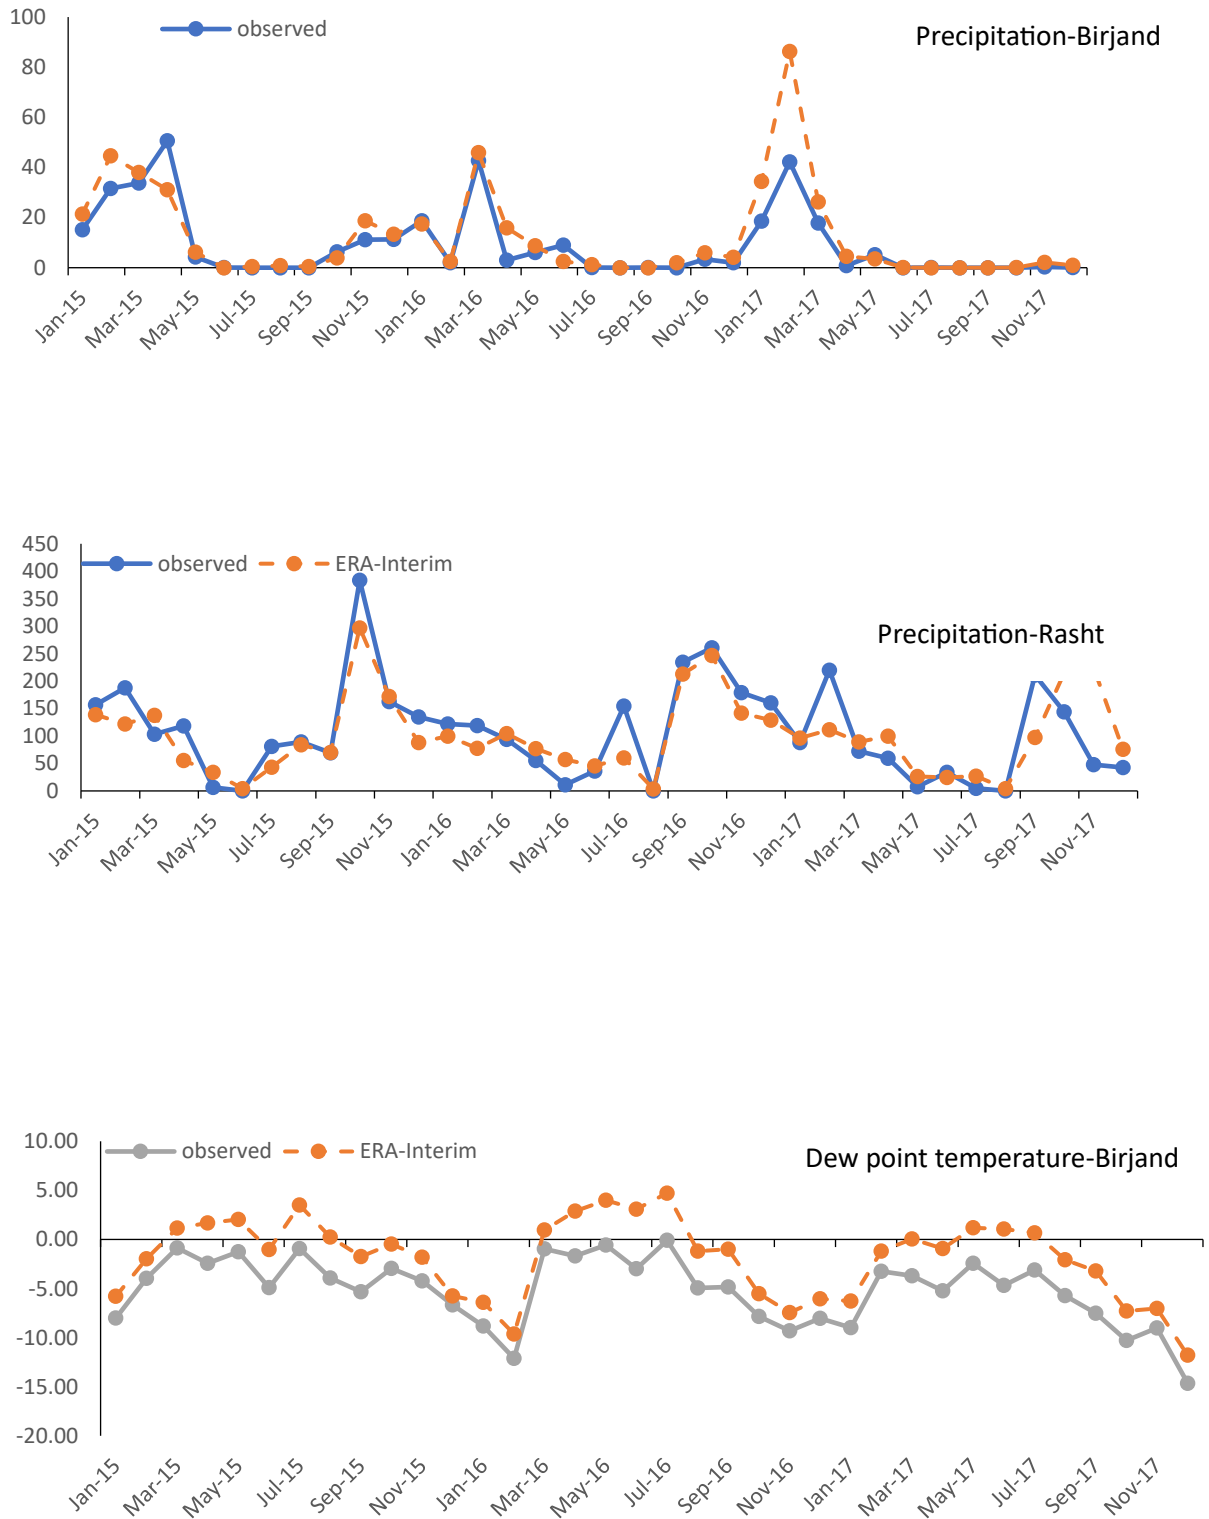 100
80
60
40
20
0
observed
Precipitation-Birjand
Jan-15 Mar-15 May-15 Jul-15 Sep-15 Nov-15 Jan-16 Mar-16 May-16 Jul-16 Sep-16 Nov-16 Jan-17 Mar-17 May-17 Jul-17 Sep-17 Nov-17
450
400
350
300
250
200
150
100
50
0
observed ERA-Interim
Precipitation-Rasht
Jan-15 Mar-15 May-15 Jul-15 Sep-15 Nov-15 Jan-16 Mar-16 May-16 Jul-16 Sep-16 Nov-16 Jan-17 Mar-17 May-17 Jul-17 Sep-17 Nov-17
10.00
5.00
0.00
-5.00
-10.00
-15.00
-20.00
observed ERA-Interim
Dew point temperature-Birjand
Jan-15 Mar-15 May-15 Jul-15 Sep-15 Nov-15 Jan-16 Mar-16 May-16 Jul-16 Sep-16 Nov-16 Jan-17 Mar-17 May-17 Jul-17 Sep-17 Nov-17